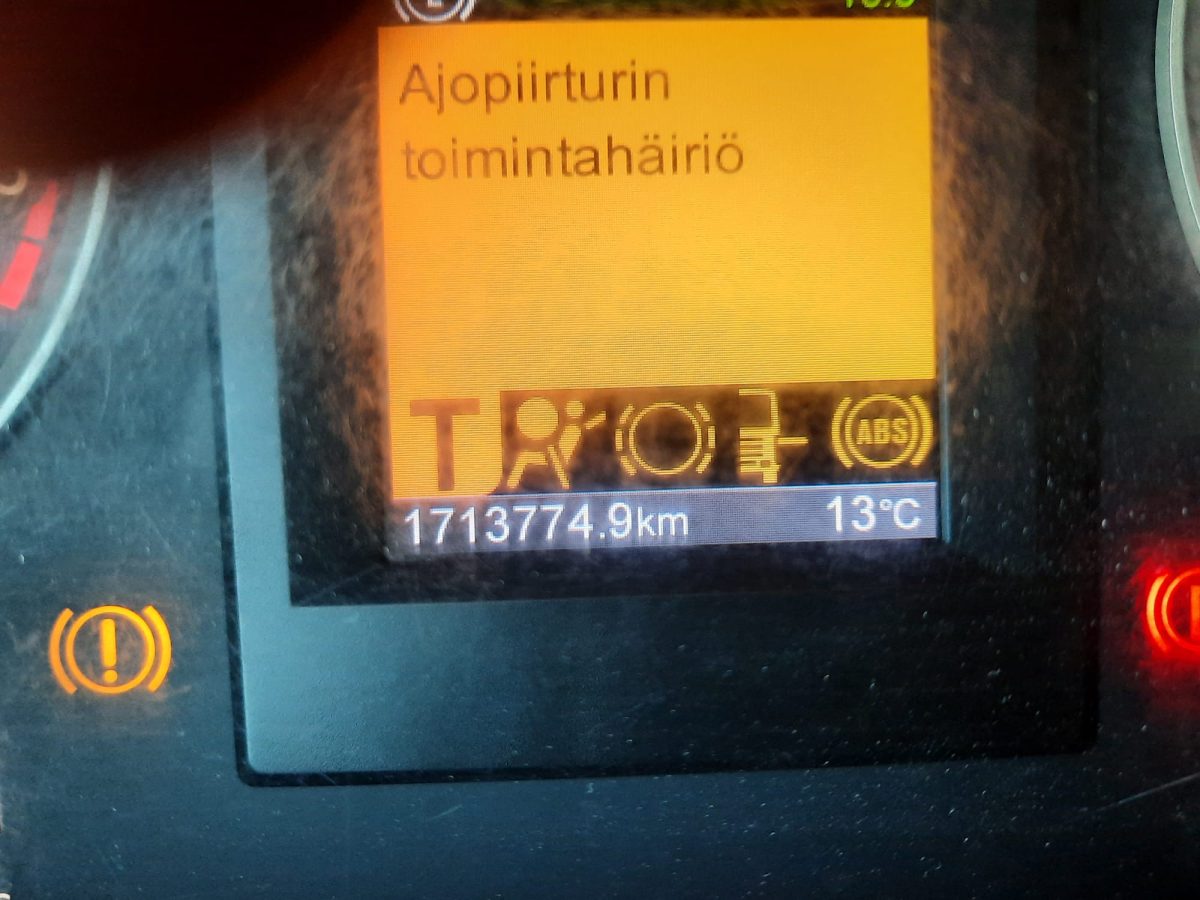 Ajopiirturin
toimintahäiriö
T
ABS
1713774.9km 13°C